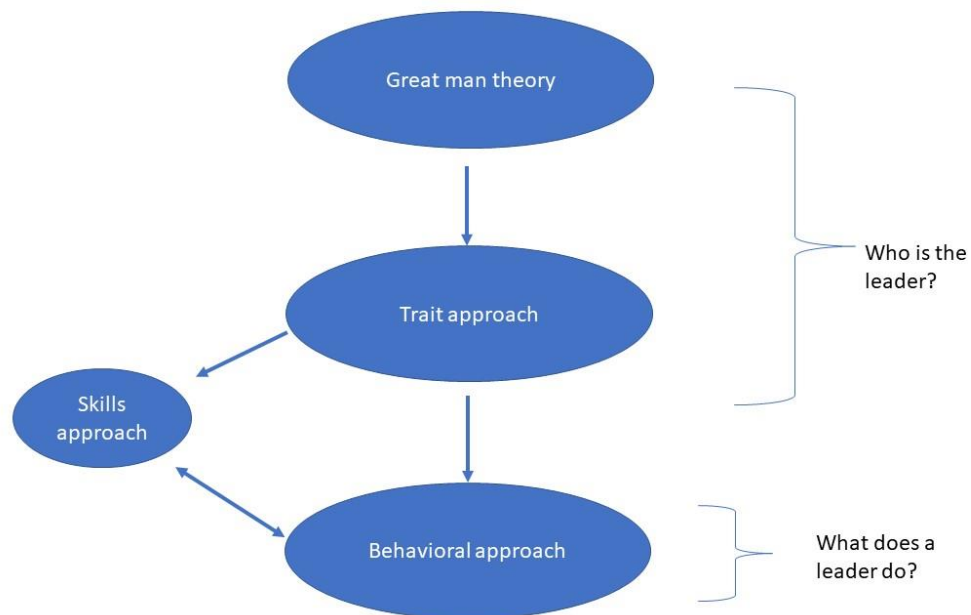 Great man theory
Who is the
leader?
Trait approach
Skills
approach
Behavioral approach
What does a
leader do?